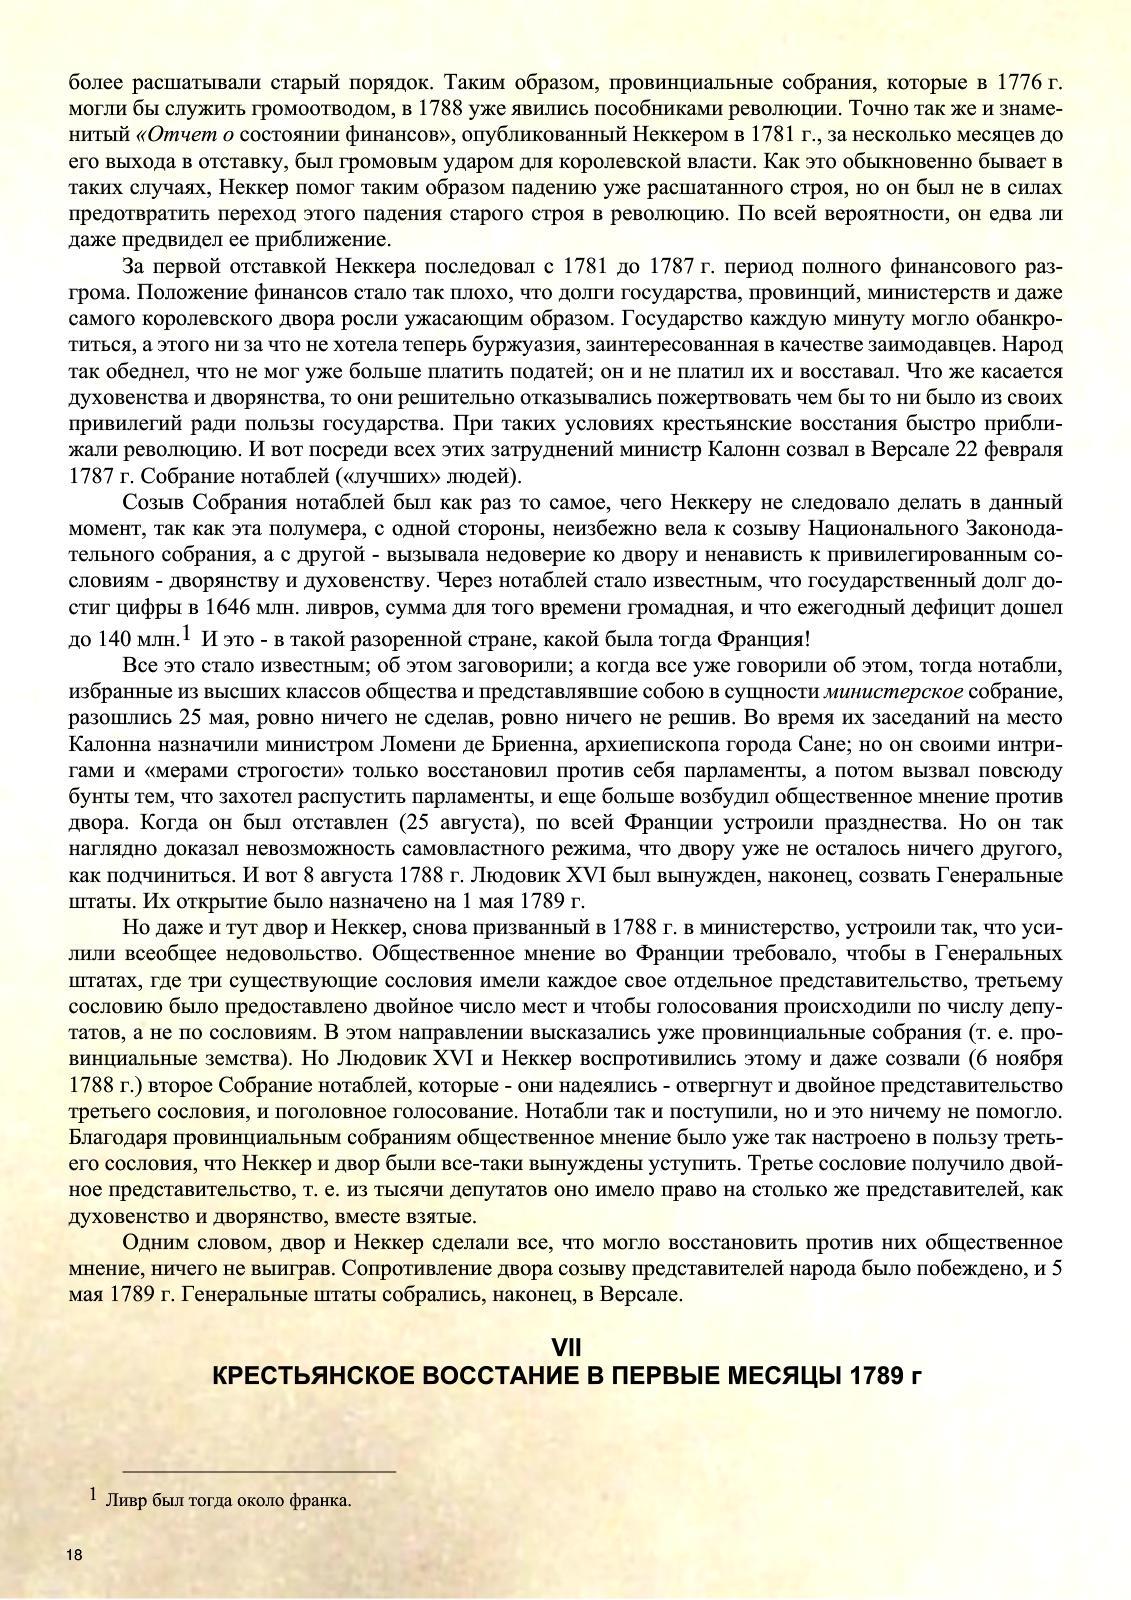 более расшатывали старый порядок. Таким образом, провинциальные собрания, которые в 1776 г.
могли бы служить громоотводом, в 1788 уже явились пособниками революции. Точно так же и знаме-
нитый «Отчет о состоянии финансов», опубликованный Неккером в 1781 г., за несколько месяцев до
его выхода в отставку, был громовым ударом для королевской власти. Как это обыкновенно бывает в
таких случаях, Неккер помог таким образом падению уже расшатанного строя, но он был не в силах
предотвратить переход этого падения старого строя в революцию. По всей вероятности, он едва ли
даже предвидел ее приближение.
За первой отставкой Неккера последовал с 1781 до 1787 г. период полного финансового раз-
грома. Положение финансов стало так плохо, что долги государства, провинций, министерств и даже
самого королевского двора росли ужасающим образом. Государство каждую минуту могло обанкро-
титься, а этого ни за что не хотела теперь буржуазия, заинтересованная в качестве заимодавцев. Народ
так обеднел, что не мог уже больше платить податей; он и не платил их и восставал. Что же касается
духовенства и дворянства, то они решительно отказывались пожертвовать чем бы то ни было из своих
привилегий ради пользы государства. При таких условиях крестьянские восстания быстро прибли-
жали революцию. И вот посреди всех этих затруднений министр Калонн созвал в Версале 22 февраля
1787 г. Собрание нотаблей («лучших» людей).
Созыв Собрания нотаблей был как раз то самое, чего Неккеру не следовало делать в данный
момент, так как эта полумера, с одной стороны, неизбежно вела к созыву Национального Законода-
тельного собрания, а с другой - вызывала недоверие ко двору и ненависть к привилегированным со-
словиям - дворянству и духовенству. Через нотаблей стало известным, что государственный долг до-
стиг цифры в 1646 млн. ливров, сумма для того времени громадная, и что ежегодный дефицит дошел
до 140 млн.1 И это - в такой разоренной стране, какой была тогда Франция!
Все это стало известным; об этом заговорили; а когда все уже говорили об этом, тогда нотабли,
избранные из высших классов общества и представлявшие собою в сущности министерское собрание,
разошлись 25 мая, ровно ничего не сделав, ровно ничего не решив. Во время их заседаний на место
Калонна назначили министром Ломени де Бриенна, архиепископа города Сане; но он своими интри-
гами и «мерами строгости» только восстановил против себя парламенты, а потом вызвал повсюду
бунты тем, что захотел распустить парламенты, и еще больше возбудил общественное мнение против
двора. Когда он был отставлен (25 августа), по всей Франции устроили празднества. Но он так
наглядно доказал невозможность самовластного режима, что двору уже не осталось ничего другого,
как подчиниться. И вот 8 августа 1788 г. Людовик XVI был вынужден, наконец, созвать Генеральные
штаты. Их открытие было назначено на 1 мая 1789 г.
Но даже и тут двор и Неккер, снова призванный в 1788 г. в министерство, устроили так, что уси-
лили всеобщее недовольство. Общественное мнение во Франции требовало, чтобы в Генеральных
штатах, где три существующие сословия имели каждое свое отдельное представительство, третьему
сословию было предоставлено двойное число мест и чтобы голосования происходили по числу депу-
татов, а не по сословиям. В этом направлении высказались уже провинциальные собрания (т. е. про-
винциальные земства). Но Людовик XVI и Неккер воспротивились этому и даже созвали (6 ноября
1788 г.) второе Собрание нотаблей, которые - они надеялись - отвергнут и двойное представительство
третьего сословия, и поголовное голосование. Нотабли так и поступили, но и это ничему не помогло.
Благодаря провинциальным собраниям общественное мнение было уже так настроено в пользу треть-
его сословия, что Неккер и двор были все-таки вынуждены уступить. Третье сословие получило двой-
ное представительство, т. е. из тысячи депутатов оно имело право на столько же представителей, как
духовенство и дворянство, вместе взятые.
Одним словом, двор и Неккер сделали все, что могло восстановить против них общественное
мнение, ничего не выиграв. Сопротивление двора созыву представителей народа было побеждено, и 5
мая 1789 г. Генеральные штаты собрались, наконец, в Версале.
VII
КРЕСТЬЯНСКОЕ ВОССТАНИЕ В ПЕРВЫЕ МЕСЯЦЫ 1789 г
1 Ливр был тогда около франка.
18